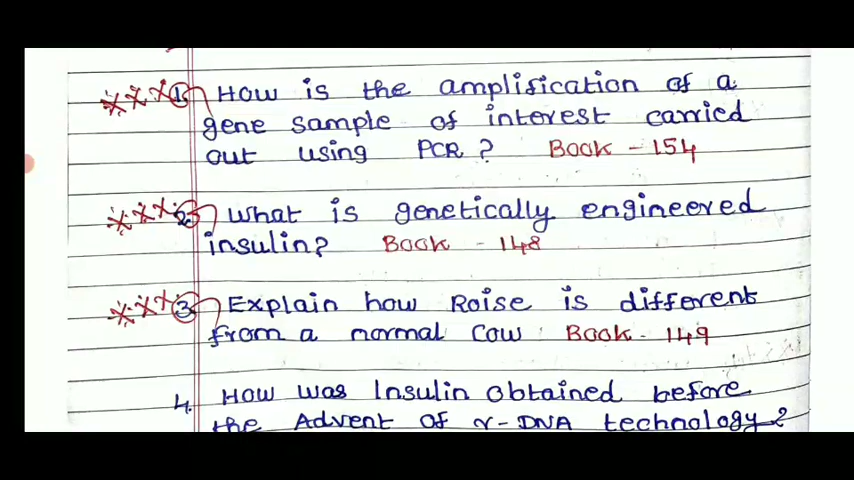 1. How is the amplification of a
gene sample of interest carried
out using PCR? Book - 154
2. What is genetically engineered
insulin? Book - 148
3. Explain how Roise is different
from a normal cow. Book - 149
4. How was Insulin obtained before
the Advent of r-DNA technology?